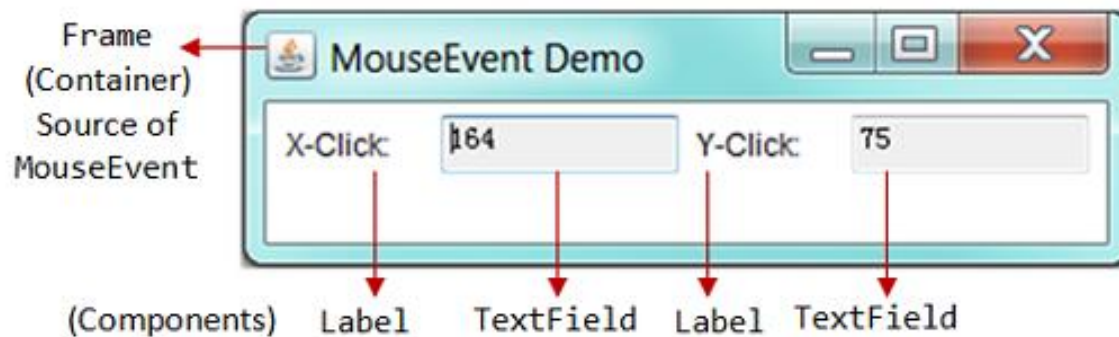 Frame
(Container)
Source of
MouseEvent
MouseEvent Demo
X-Click: 164 Y-Click: 75
(Components) Label TextField Label TextField